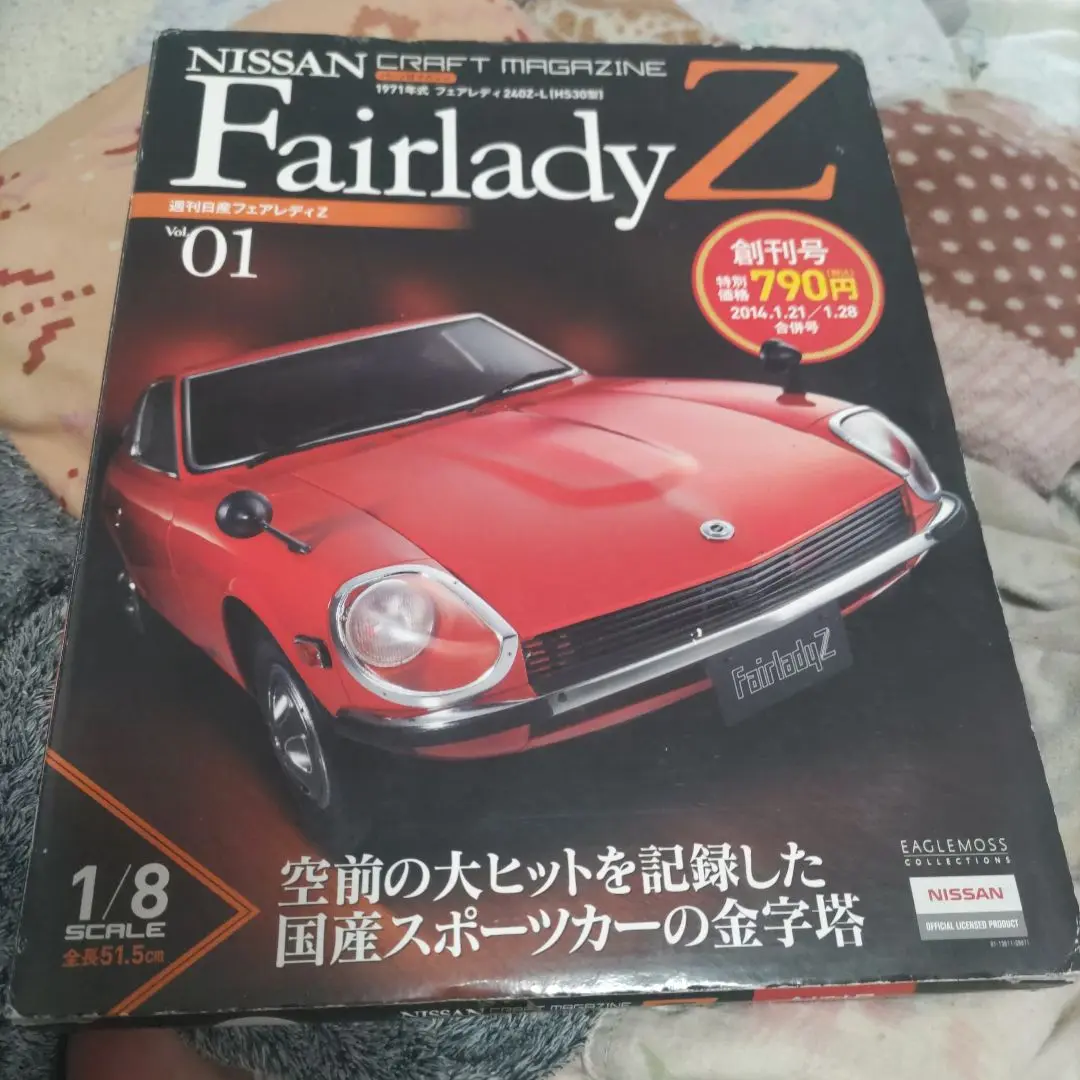 NISSAN CRAFT MAGAZINE
1971年式 フェアレディ240Z-L(HS30型)
Fairlady Z
週刊日産フェアレディZ
Vol.01
創刊号
特別価格 790円(税込)
2014.1.21/1.28
合併号
FairladyZ
1/8
SCALE
全長51.5cm
空前の大ヒットを記録した
国産スポーツカーの金字塔
EAGLEMOSS
COLLECTIONS
NISSAN
OFFICIAL LICENSED PRODUCT
NISSAN CRAFT MAGAZINE